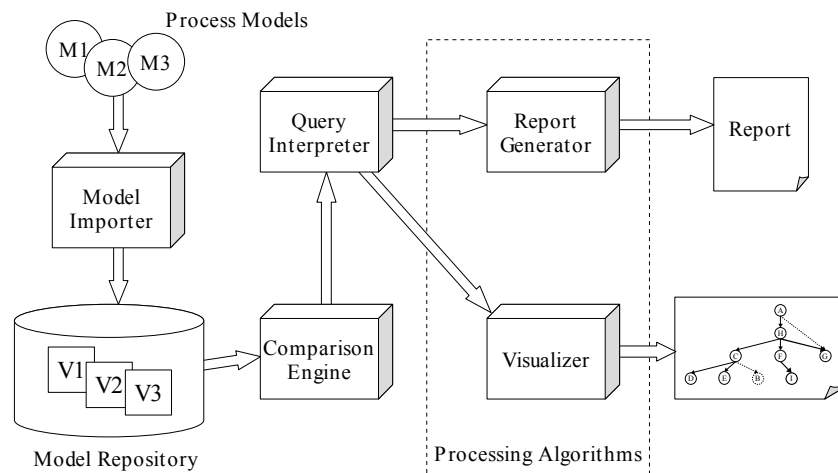 Process Models
M1
M2
M3
Model
Importer
V1
V2
V3
Model Repository
Comparison
Engine
Query
Interpreter
Report
Generator
Visualizer
Processing Algorithms
Report
A
H
C
F
G
D
E
B
I